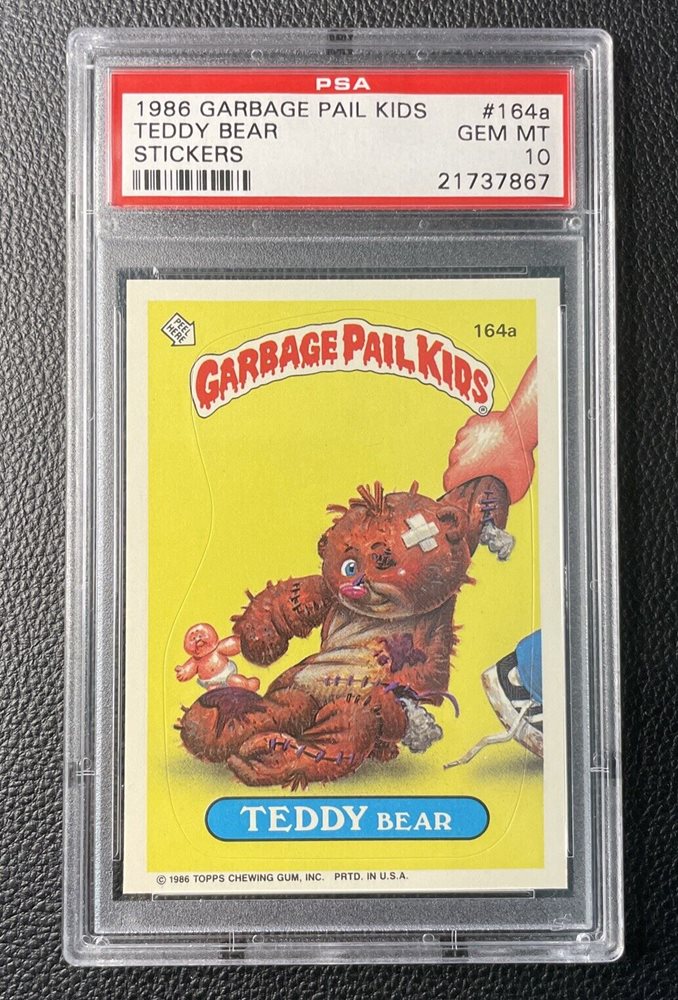 PSA
1986 GARBAGE PAIL KIDS #164a
TEDDY BEAR GEM MT
STICKERS 10
21737867
PEEL
HERE
164a
GARBAGE PAIL KIDS
®
TEDDY BEAR
© 1986 TOPPS CHEWING GUM, INC. PRTD. IN U.S.A.